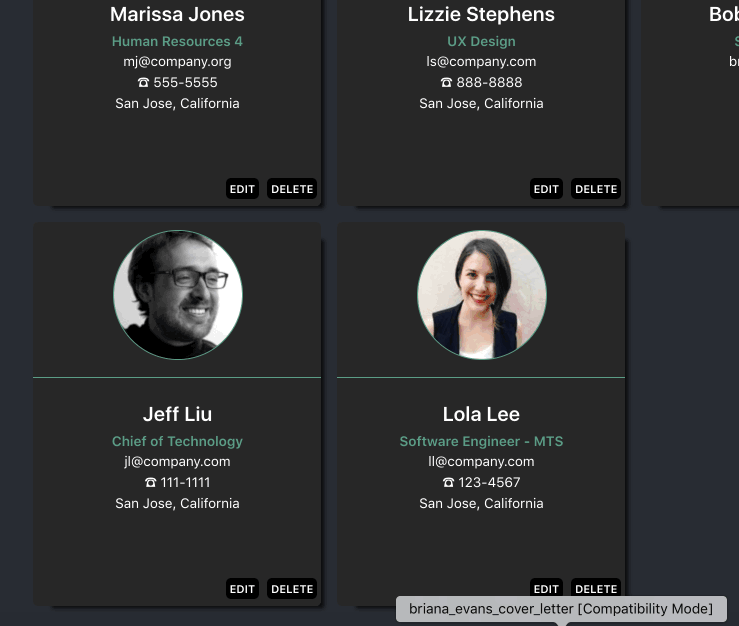 Marissa Jones
Human Resources 4
mj@company.org
☎ 555-5555
San Jose, California
EDIT DELETE
Lizzie Stephens
UX Design
ls@company.com
☎ 888-8888
San Jose, California
EDIT DELETE
Bob
S
br
Jeff Liu
Chief of Technology
jl@company.com
☎ 111-1111
San Jose, California
EDIT DELETE
Lola Lee
Software Engineer - MTS
ll@company.com
☎ 123-4567
San Jose, California
EDIT DELETE
briana_evans_cover_letter [Compatibility Mode]